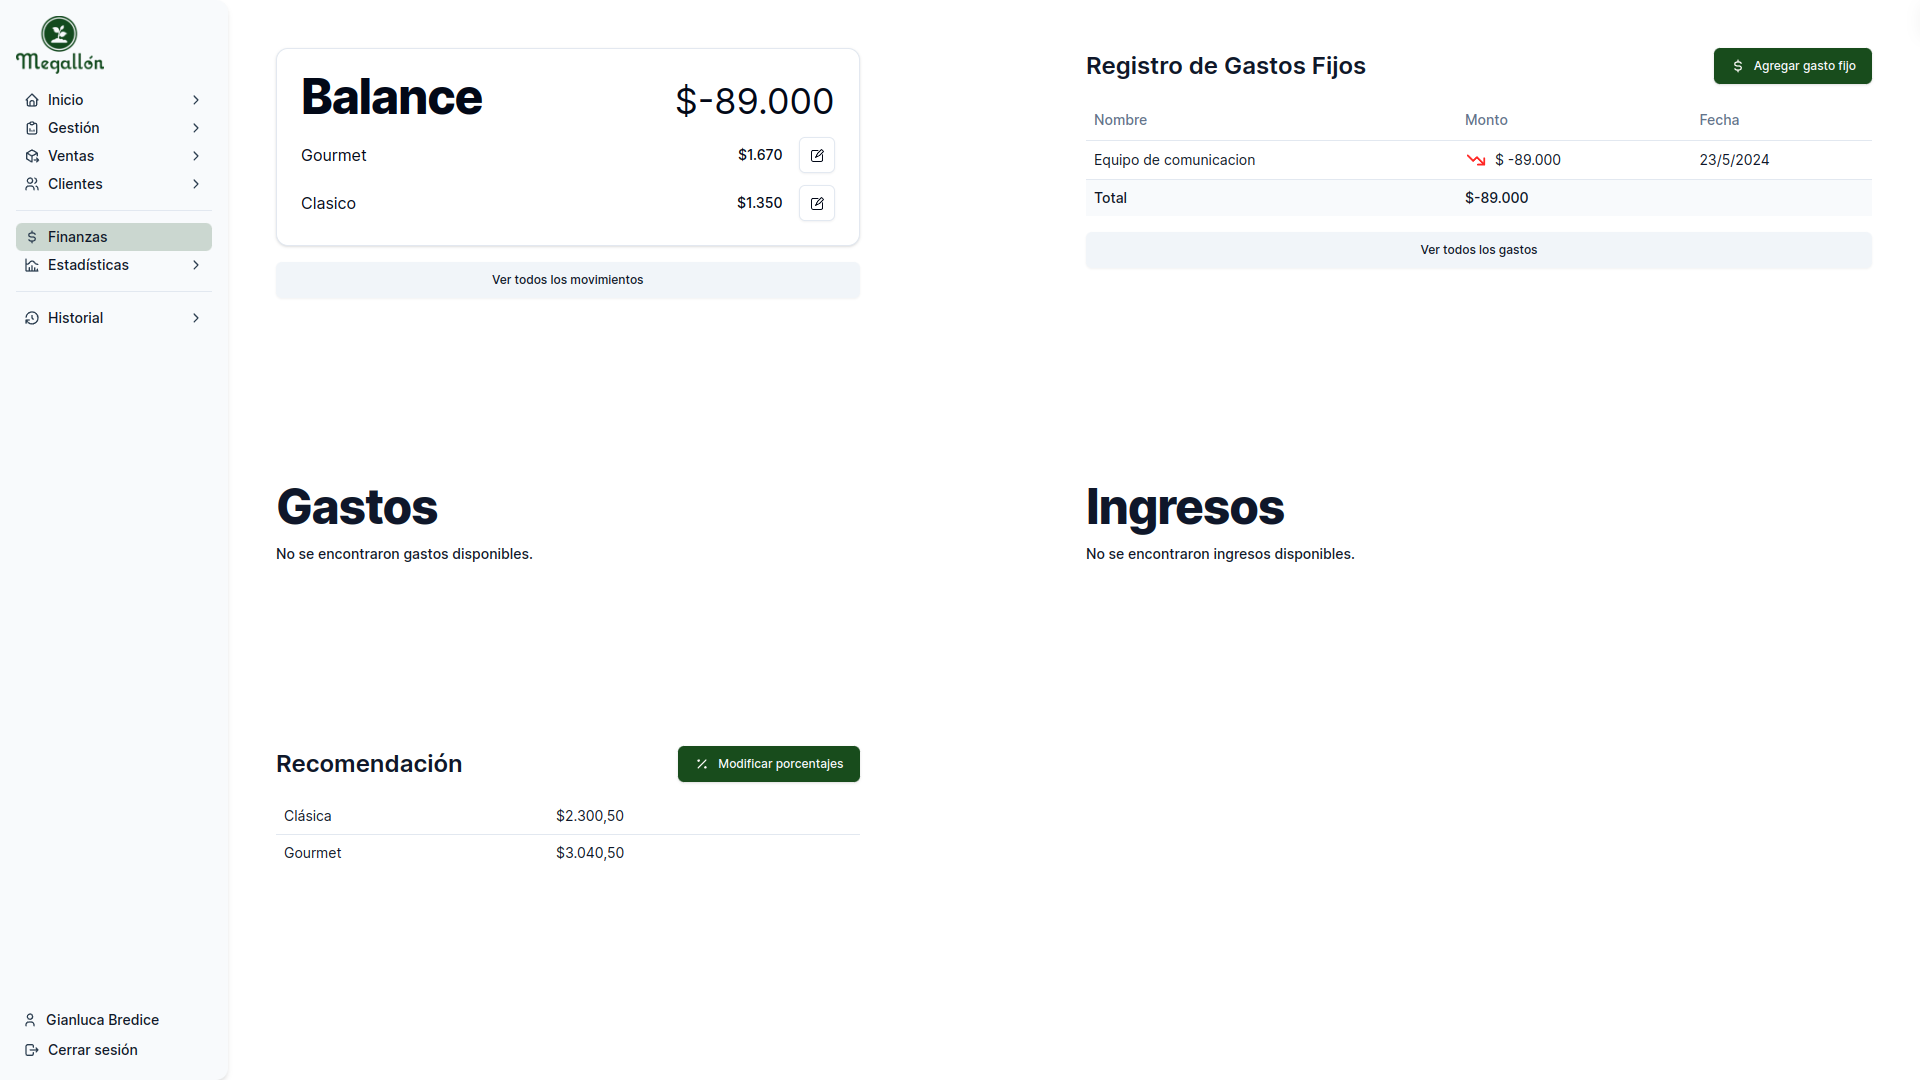 Megallón
Inicio
Gestión
Ventas
Clientes
Finanzas
Estadísticas
Historial
Gianluca Bredice
Cerrar sesión
Balance $-89.000
Gourmet $1.670
Clasico $1.350
Ver todos los movimientos
Registro de Gastos Fijos
Agregar gasto fijo
Nombre Monto Fecha
Equipo de comunicacion $ -89.000 23/5/2024
Total $-89.000
Ver todos los gastos
Gastos
No se encontraron gastos disponibles.
Ingresos
No se encontraron ingresos disponibles.
Recomendación
Modificar porcentajes
Clásica $2.300,50
Gourmet $3.040,50